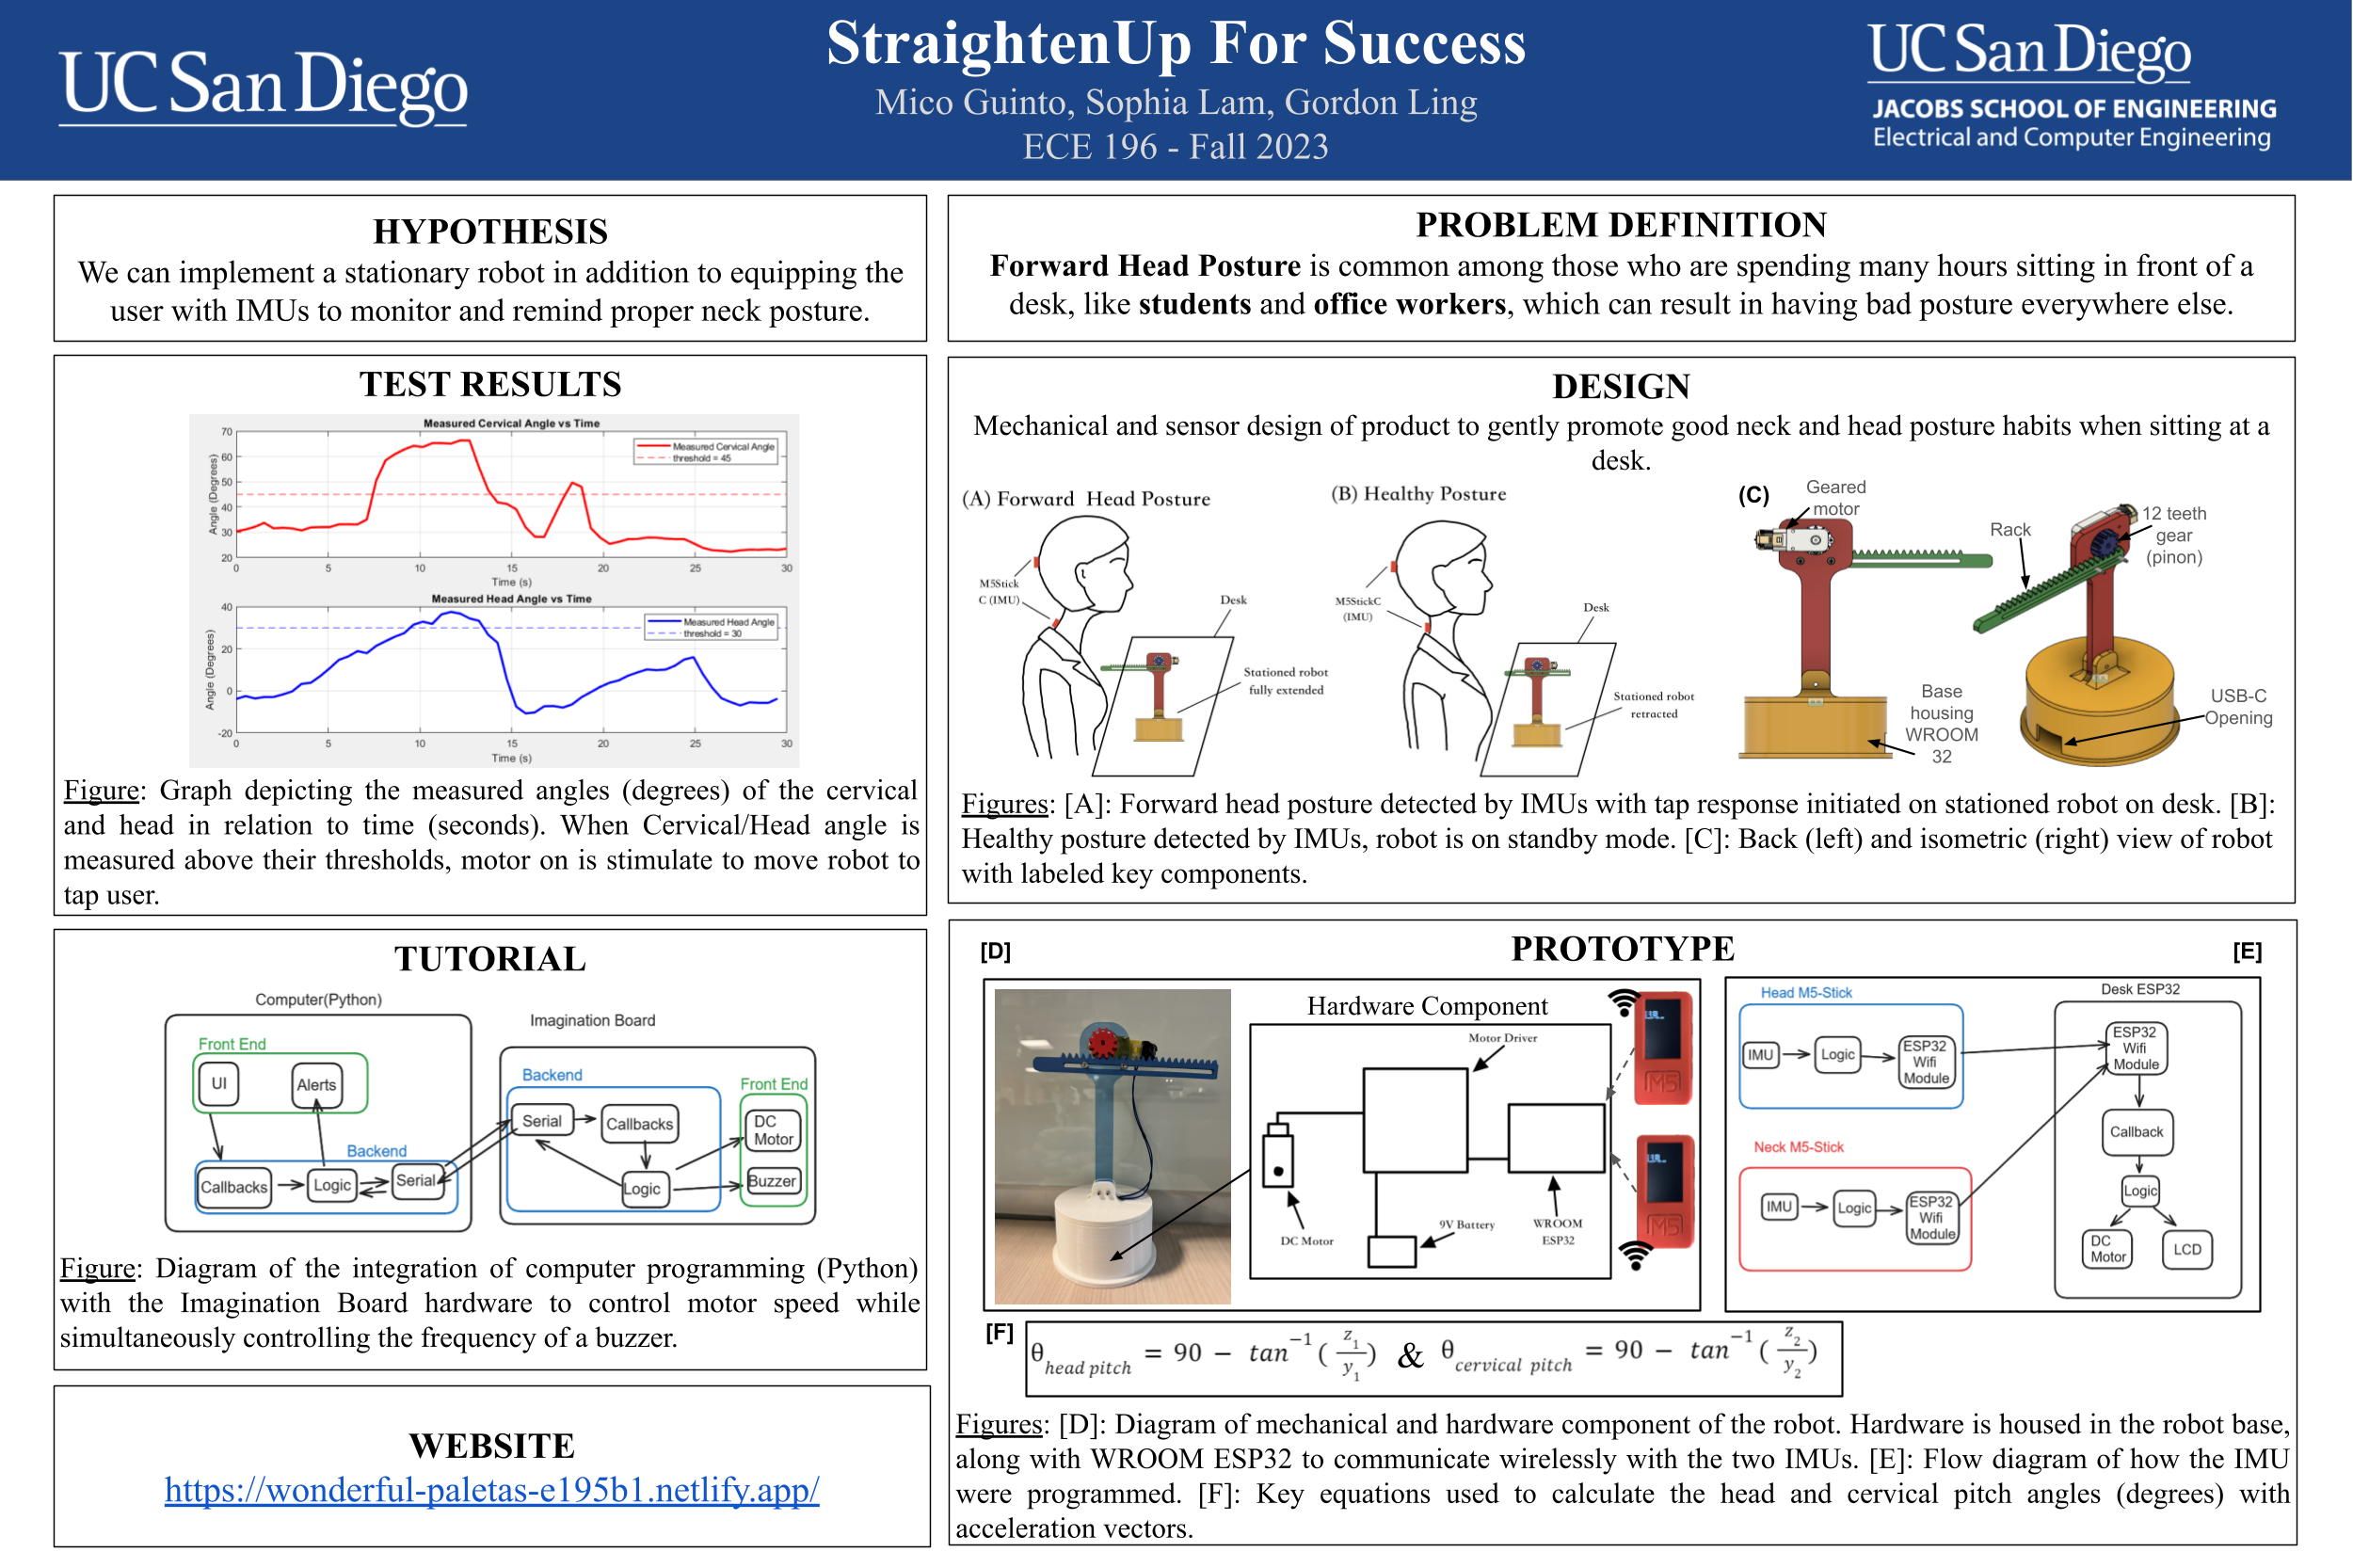 UC San Diego
StraightenUp For Success
Mico Guinto, Sophia Lam, Gordon Ling
ECE 196 - Fall 2023
UC San Diego
JACOBS SCHOOL OF ENGINEERING
Electrical and Computer Engineering
HYPOTHESIS
We can implement a stationary robot in addition to equipping the
user with IMUs to monitor and remind proper neck posture.
PROBLEM DEFINITION
Forward Head Posture is common among those who are spending many hours sitting in front of a
desk, like students and office workers, which can result in having bad posture everywhere else.
TEST RESULTS
Measured Cervical Angle vs Time
Measured Cervical Angle
threshold = 45
Angle (Degrees)
70
60
50
40
30
20
0 5 10 15 20 25 30
Time (s)
Measured Head Angle vs Time
Measured Head Angle
threshold = 30
Angle (Degrees)
40
20
0
-20
0 5 10 15 20 25 30
Time (s)
Figure: Graph depicting the measured angles (degrees) of the cervical
and head in relation to time (seconds). When Cervical/Head angle is
measured above their thresholds, motor on is stimulate to move robot to
tap user.
DESIGN
Mechanical and sensor design of product to gently promote good neck and head posture habits when sitting at a
desk.
(A) Forward Head Posture
M5Stick
C (IMU)
Desk
Stationed robot
fully extended
(B) Healthy Posture
M5StickC
(IMU)
Desk
Stationed robot
retracted
(C)
Geared
motor
Rack
12 teeth
gear
(pinon)
Base
housing
WROOM
32
USB-C
Opening
Figures: [A]: Forward head posture detected by IMUs with tap response initiated on stationed robot on desk. [B]:
Healthy posture detected by IMUs, robot is on standby mode. [C]: Back (left) and isometric (right) view of robot
with labeled key components.
TUTORIAL
Computer(Python)
Front End
UI
Alerts
Backend
Callbacks
Logic
Serial
Imagination Board
Backend
Serial
Callbacks
Logic
Front End
DC
Motor
Buzzer
Figure: Diagram of the integration of computer programming (Python)
with the Imagination Board hardware to control motor speed while
simultaneously controlling the frequency of a buzzer.
WEBSITE
https://wonderful-paletas-e195b1.netlify.app/
[D]
PROTOTYPE
[E]
Hardware Component
Motor Driver
DC Motor
9V Battery
WROOM
ESP32
M5
M5
Head M5-Stick
IMU
Logic
ESP32
Wifi
Module
Neck M5-Stick
IMU
Logic
ESP32
Wifi
Module
Desk ESP32
ESP32
Wifi
Module
Callback
Logic
DC
Motor
LCD
[F]
θ head pitch = 90 − tan⁻¹(z₁/y₁) & θ cervical pitch = 90 − tan⁻¹(z₂/y₂)
Figures: [D]: Diagram of mechanical and hardware component of the robot. Hardware is housed in the robot base,
along with WROOM ESP32 to communicate wirelessly with the two IMUs. [E]: Flow diagram of how the IMU
were programmed. [F]: Key equations used to calculate the head and cervical pitch angles (degrees) with
acceleration vectors.